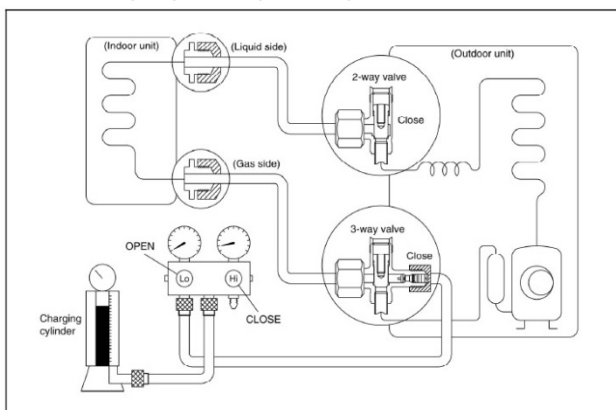 (Indoor unit)
(Liquid side)
(Outdoor unit)
2-way valve
Close
(Gas side)
3-way valve
Close
OPEN
Lo
Hi
CLOSE
Charging
cylinder